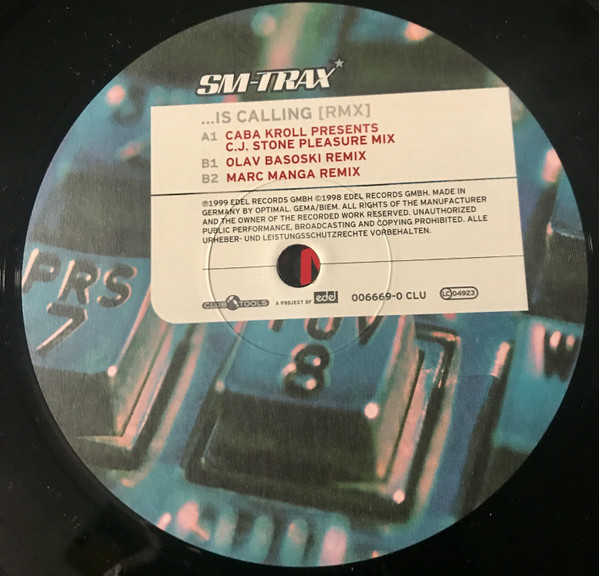 SM-TRAX
...IS CALLING [RMX]
A1 CABA KROLL PRESENTS
C.J. STONE PLEASURE MIX
B1 OLAV BASOSKI REMIX
B2 MARC MANGA REMIX
℗1999 EDEL RECORDS GMBH ©1998 EDEL RECORDS GMBH. MADE IN
GERMANY BY OPTIMAL. GEMA/BIEM. ALL RIGHTS OF THE MANUFACTURER
AND THE OWNER OF THE RECORDED WORK RESERVED. UNAUTHORIZED
PUBLIC PERFORMANCE, BROADCASTING AND COPYING PROHIBITED. ALLE
URHEBER- UND LEISTUNGSSCHUTZRECHTE VORBEHALTEN.
CLUB TOOLS A PROJECT OF edel 006669-0 CLU LC 04923
PRS
7
TUV
8